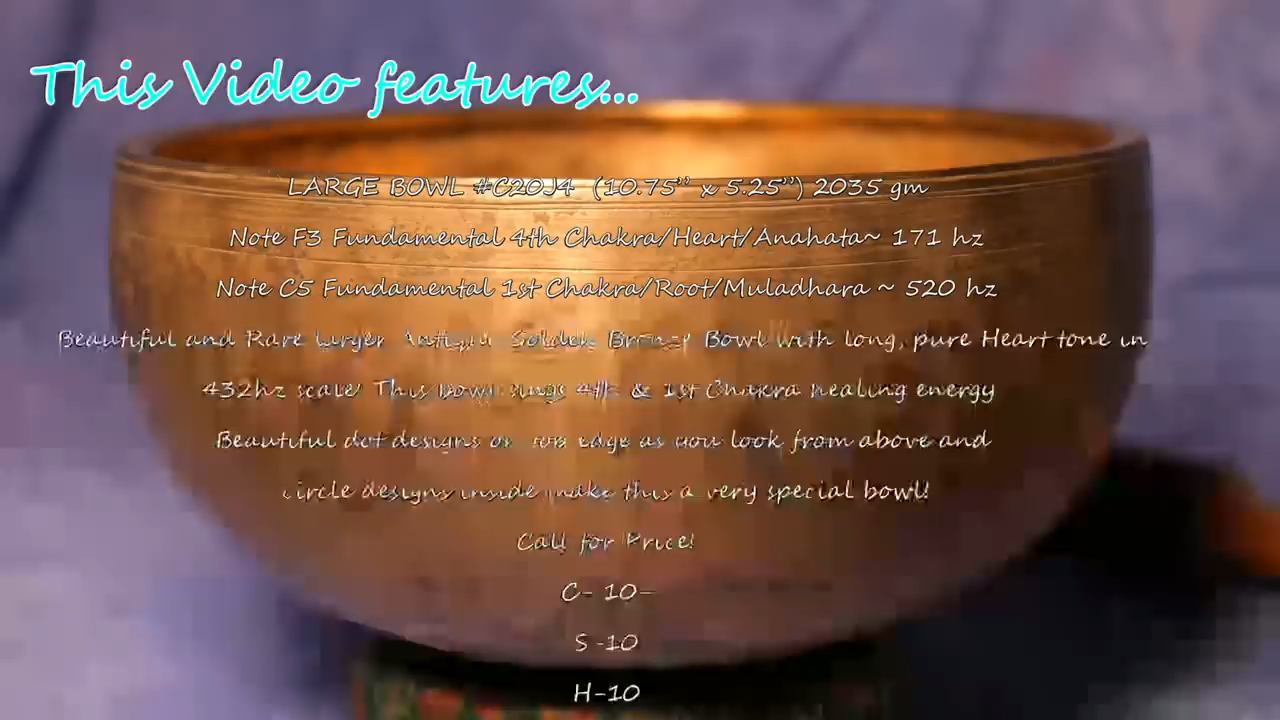 This Video features...
LARGE BOWL #C20J4 (10.75” x 5.25”) 2035 gm
Note F3 Fundamental 4th Chakra/Heart/Anahata~ 171 hz
Note C5 Fundamental 1st Chakra/Root/Muladhara ~ 520 hz
Beautiful and Rare Larger Antique Golden Bronze Bowl with long, pure Heart tone in
432hz scale! This bowl sings 4th & 1st Chakra healing energy
Beautiful dot designs on top edge as you look from above and
circle designs inside make this a very special bowl!
Call for Price!
C- 10-
S -10
H-10